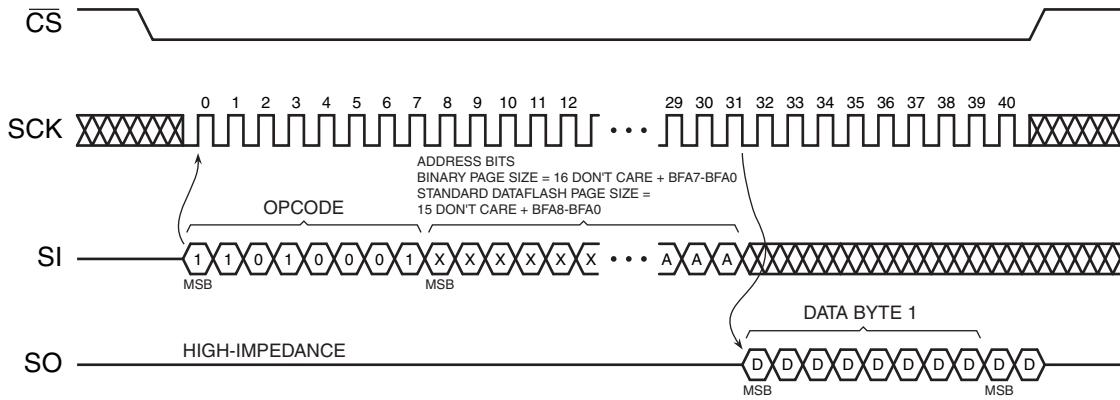 CS
SCK
0 1 2 3 4 5 6 7 8 9 10 11 12 29 30 31 32 33 34 35 36 37 38 39 40
ADDRESS BITS
BINARY PAGE SIZE = 16 DON'T CARE + BFA7-BFA0
STANDARD DATAFLASH PAGE SIZE =
15 DON'T CARE + BFA8-BFA0
OPCODE
SI
1 1 0 1 0 0 0 1 X X X X X X A A A
MSB MSB
DATA BYTE 1
SO
HIGH-IMPEDANCE
D D D D D D D D D D
MSB MSB